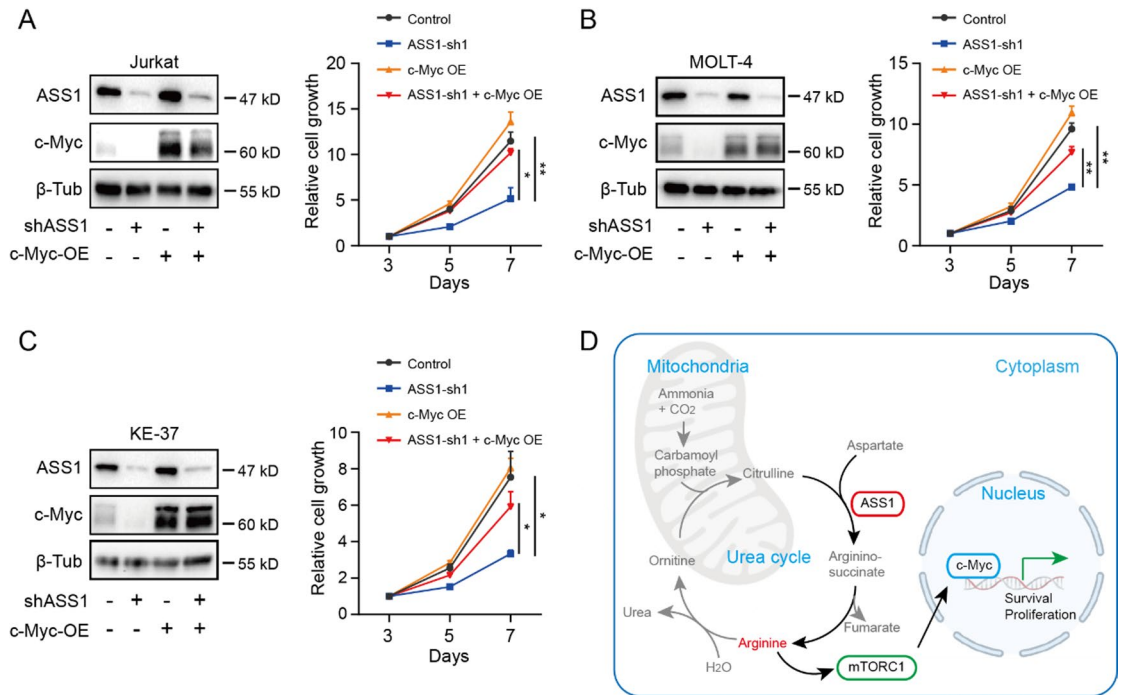 A
Jurkat
ASS1
47 kD
c-Myc
60 kD
β-Tub
55 kD
shASS1 - + - +
c-Myc-OE - - + +
Control
ASS1-sh1
c-Myc OE
ASS1-sh1 + c-Myc OE
Relative cell growth
20
15
10
5
0
3 5 7
Days
*
**
B
MOLT-4
ASS1
47 kD
c-Myc
60 kD
β-Tub
55 kD
shASS1 - + - +
c-Myc-OE - - + +
Control
ASS1-sh1
c-Myc OE
ASS1-sh1 + c-Myc OE
Relative cell growth
15
10
5
0
3 5 7
Days
**
**
C
KE-37
ASS1
47 kD
c-Myc
60 kD
β-Tub
55 kD
shASS1 - + - +
c-Myc-OE - - + +
Control
ASS1-sh1
c-Myc OE
ASS1-sh1 + c-Myc OE
Relative cell growth
10
8
6
4
2
0
3 5 7
Days
*
*
D
Mitochondria
Cytoplasm
Ammonia
+ CO2
Carbamoyl
phosphate
Citrulline
Aspartate
ASS1
Nucleus
Urea cycle
Ornitine
Arginino-
succinate
c-Myc
Survival
Proliferation
Urea
Fumarate
Arginine
H2O
mTORC1